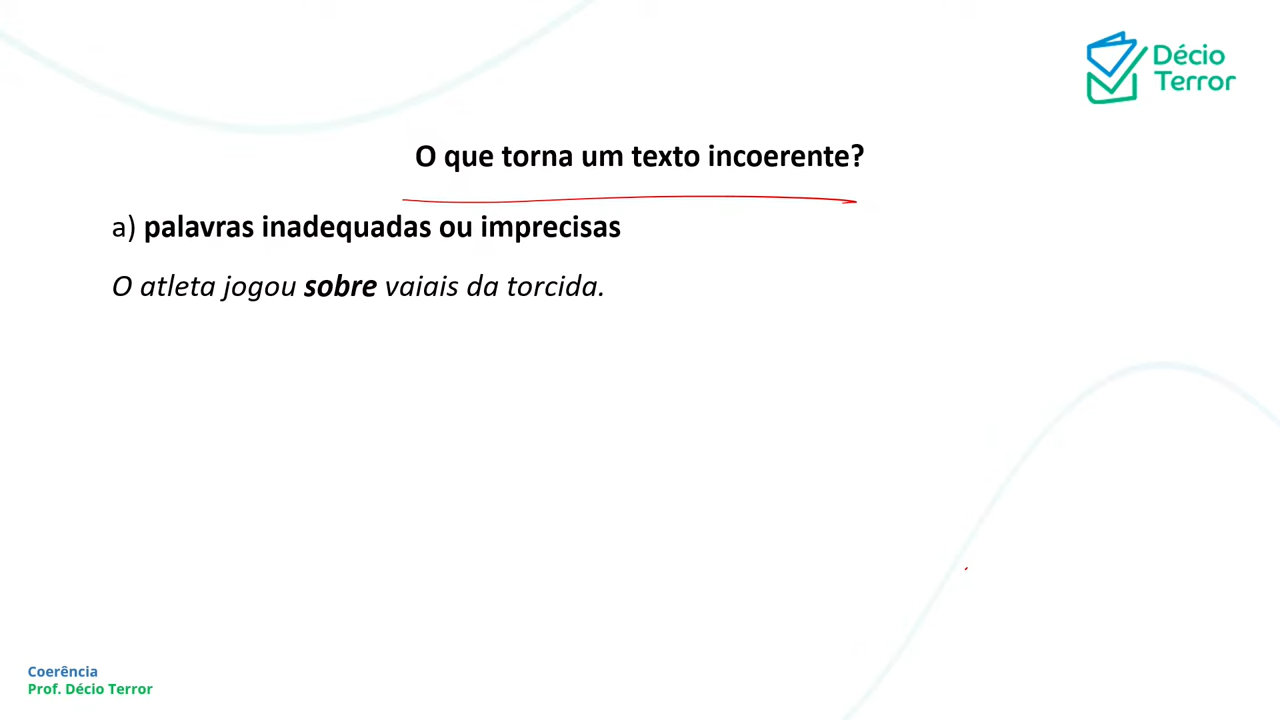 Décio
Terror
O que torna um texto incoerente?
a) palavras inadequadas ou imprecisas
O atleta jogou sobre vaiais da torcida.
Coerência
Prof. Décio Terror